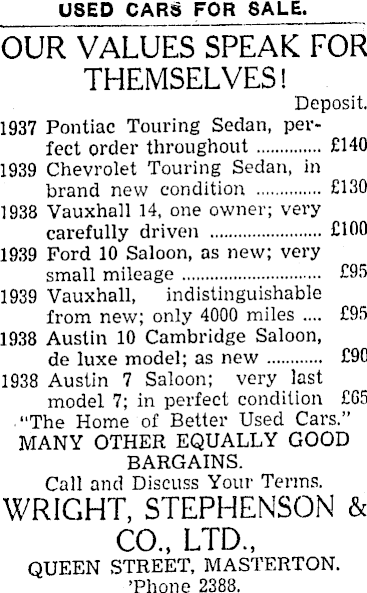 USED CARS FOR SALE.
OUR VALUES SPEAK FOR
THEMSELVES!
Deposit.
1937 Pontiac Touring Sedan, per-
fect order throughout .............. £140
1939 Chevrolet Touring Sedan, in
brand new condition .............. £130
1938 Vauxhall 14, one owner; very
carefully driven ........................ £100
1939 Ford 10 Saloon, as new; very
small mileage .............................. £95
1939 Vauxhall, indistinguishable
from new; only 4000 miles .... £95
1938 Austin 10 Cambridge Saloon,
de luxe model; as new ............ £90
1938 Austin 7 Saloon; very last
model 7; in perfect condition £65
"The Home of Better Used Cars."
MANY OTHER EQUALLY GOOD
BARGAINS.
Call and Discuss Your Terms.
WRIGHT, STEPHENSON &
CO., LTD.,
QUEEN STREET, MASTERTON.
'Phone 2388.